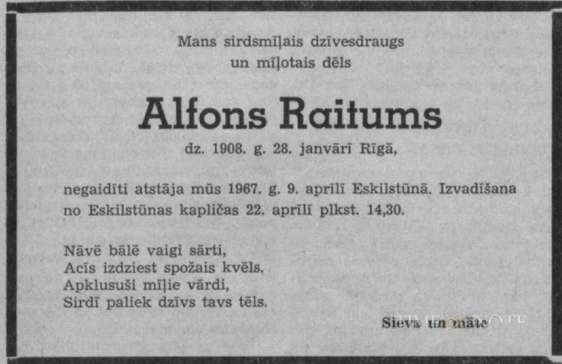 Mans sirdsmīļais dzīvesdraugs
un mīļotais dēls
Alfons Raitums
dz. 1908. g. 28. janvārī Rīgā,
negaidīti atstāja mūs 1967. g. 9. aprīlī Eskilstūnā. Izvadīšana
no Eskilstūnas kapličas 22. aprīlī plkst. 14,30.
Nāvē bālē vaigi sārti,
Acīs izdziest spožais kvēls.
Apklusuši mīļie vārdi,
Sirdī paliek dzīvs tavs tēls.
Sieva un māte